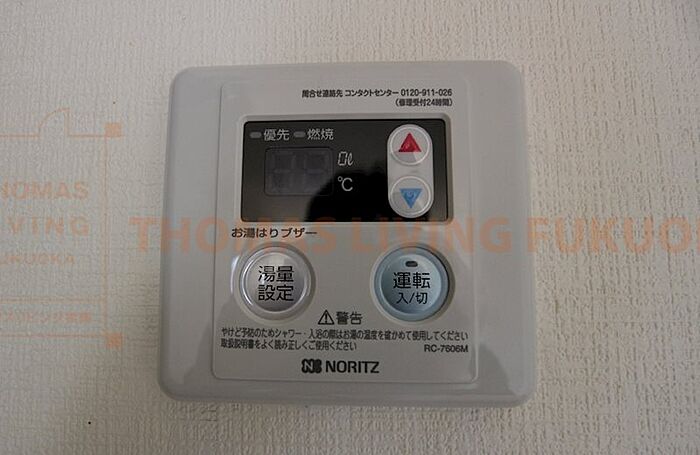 問合せ連絡先 コンタクトセンター 0120-911-026
(修理受付24時間)
優先 燃焼
0ℓ
℃
お湯はりブザー
湯量
設定
運転
入/切
⚠警告
やけど予防のためシャワー・入浴の際はお湯の温度を確かめて使用してください
取扱説明書をよく読み正しくご使用ください
RC-7606M
NORITZ
THOMAS LIVING FUKUO
HOMAS
IVING
UKUOKA